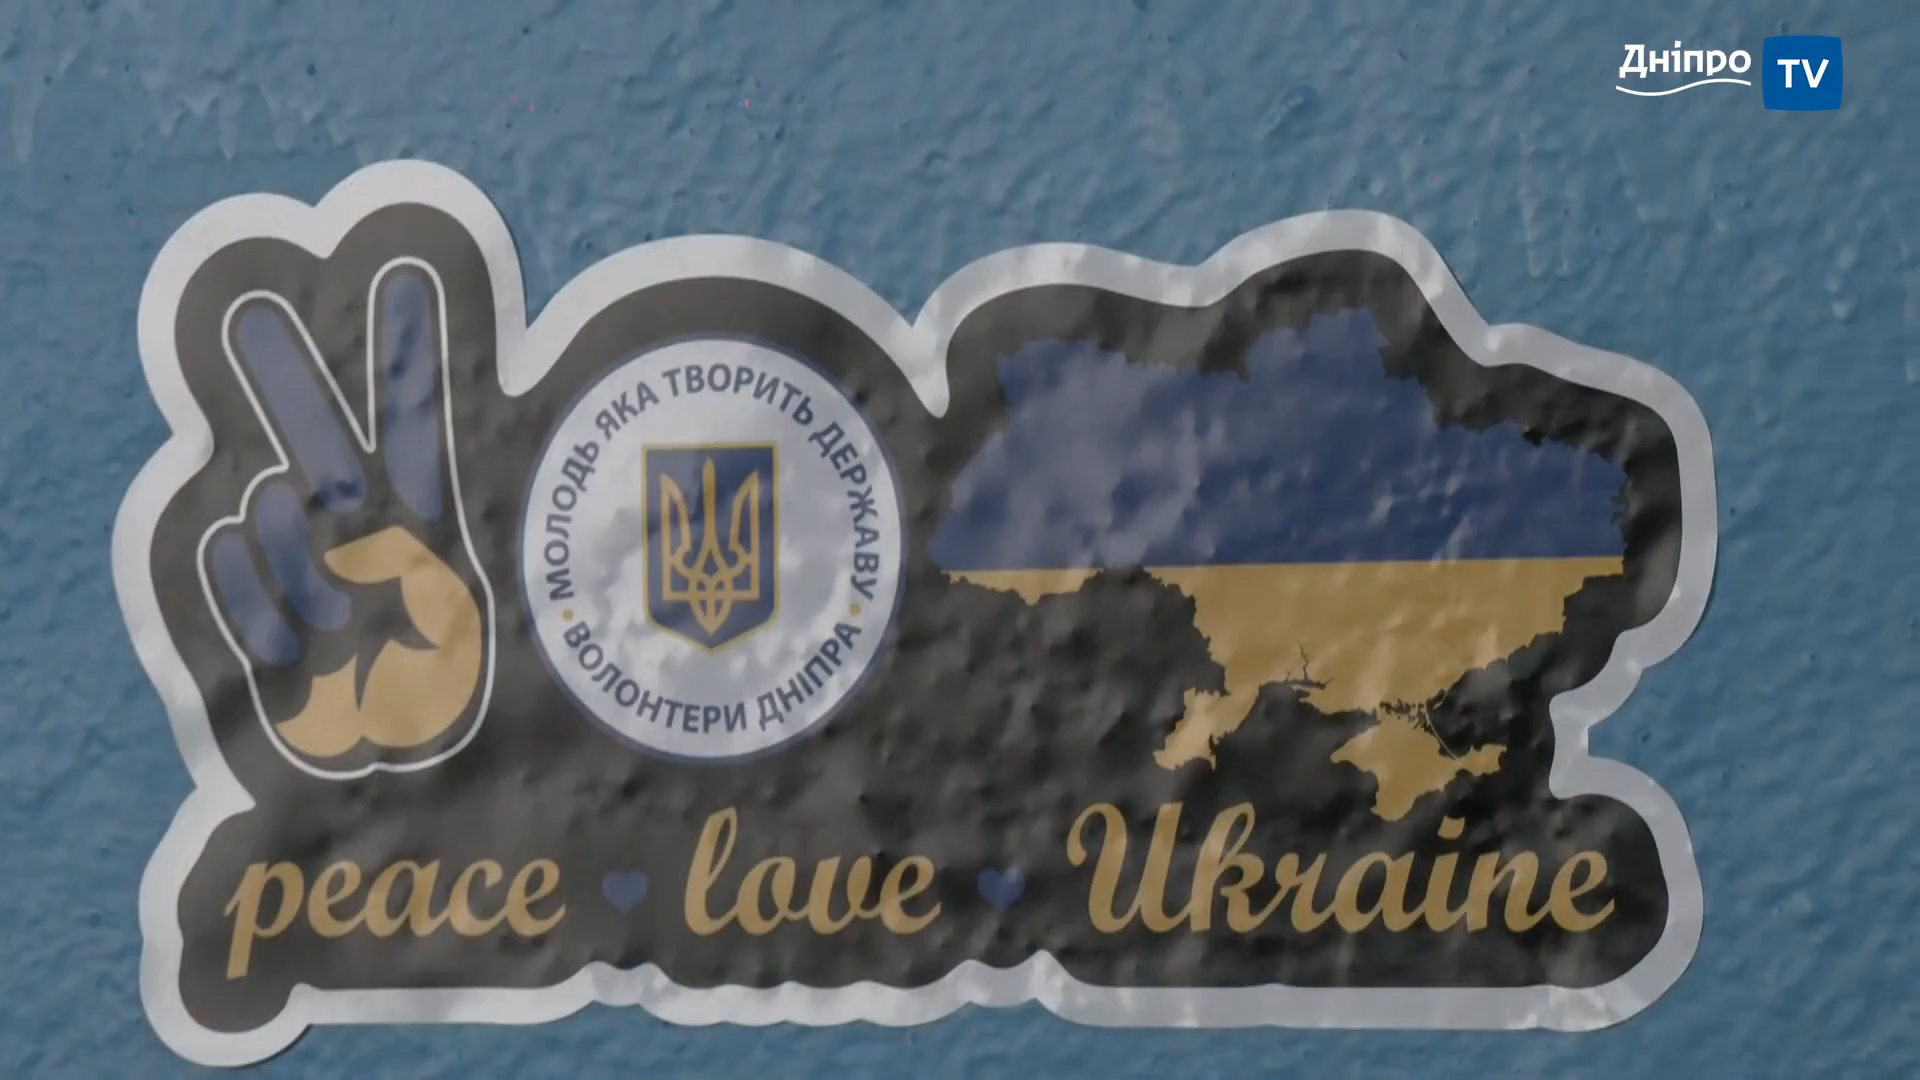 Дніпро TV
МОЛОДЬ ЯКА ТВОРИТЬ ДЕРЖАВУ
• ВОЛОНТЕРИ ДНІПРА •
peace love Ukraine